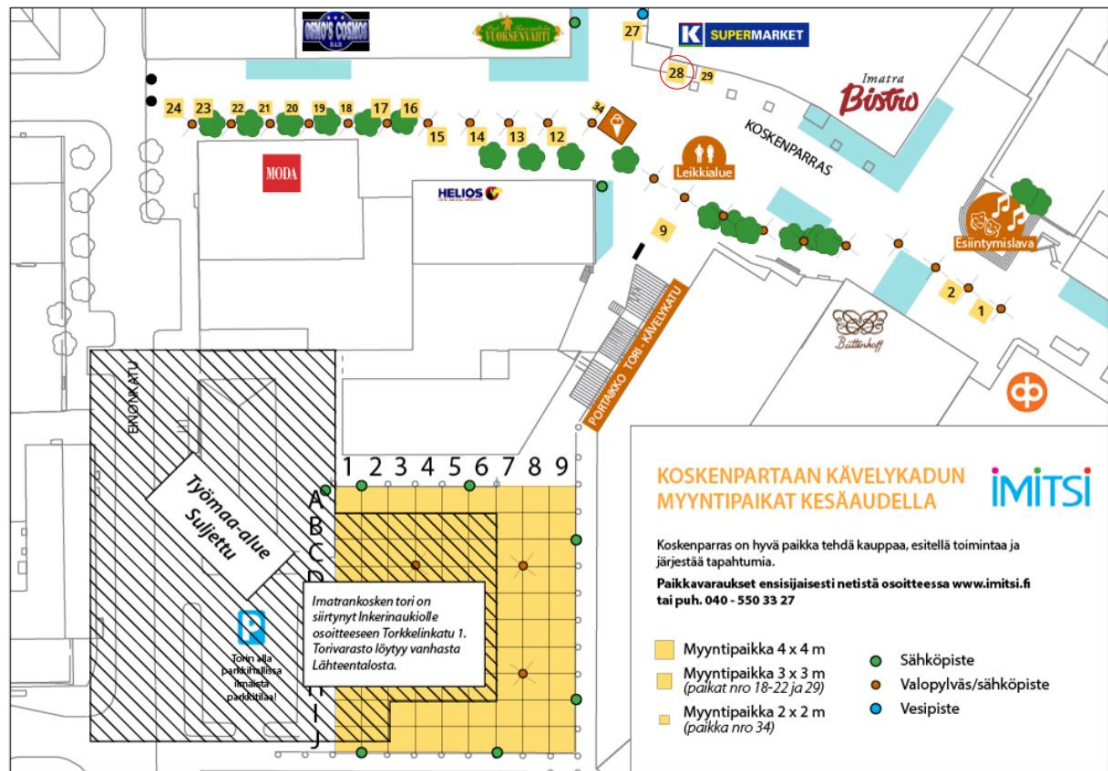 OSMO'S COSMOS
BAR
VUOKSENVAHTI
27
K SUPERMARKET
28
29
Imatra
Bistro
24
23
22
21
20
19
18
17
16
15
14
13
12
34
KOSKENPARRAS
MODA
HELIOS
Leikkialue
9
Esiintymislava
2
1
Buttenhoff
PORTAIKKO TORI - KÄVELYKATU
EINONKATU
Työmaa-alue
Suljettu
1 2 3 4 5 6 7 8 9
A
B
C
D
I
J
Imatrankosken tori on
siirtynyt Inkerinaukiolle
osoitteeseen Torkkelinkatu 1.
Torivarasto löytyy vanhasta
Lähteentalosta.
P
Torin alla
parkkihallissa
ilmaista
parkkitilaa!
KOSKENPARTAAN KÄVELYKADUN
MYYNTIPAIKAT KESÄAUDELLA
iMiTSi
Koskenparras on hyvä paikka tehdä kauppaa, esitellä toimintaa ja
järjestää tapahtumia.
Paikkavaraukset ensisijaisesti netistä osoitteessa www.imitsi.fi
tai puh. 040 - 550 33 27
Myyntipaikka 4 x 4 m
Myyntipaikka 3 x 3 m
(paikat nro 18-22 ja 29)
Myyntipaikka 2 x 2 m
(paikka nro 34)
Sähköpiste
Valopylväs/sähköpiste
Vesipiste